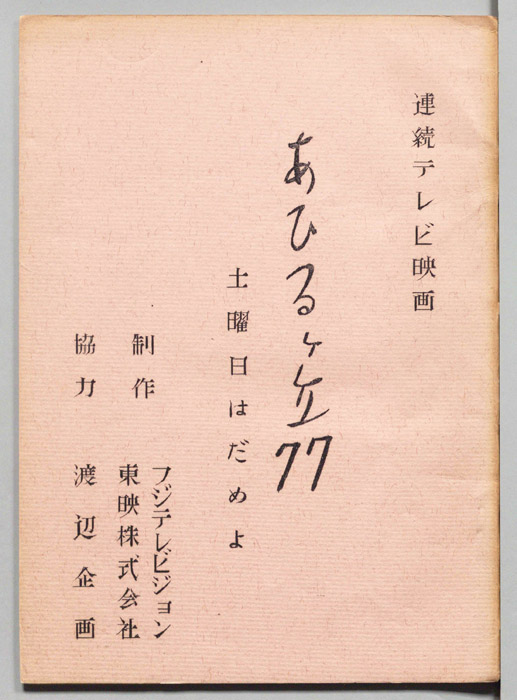 連続テレビ映画
あひるヶ丘77
土曜日はだめよ
制作 フジテレビジョン
東映株式会社
協力 渡辺企画